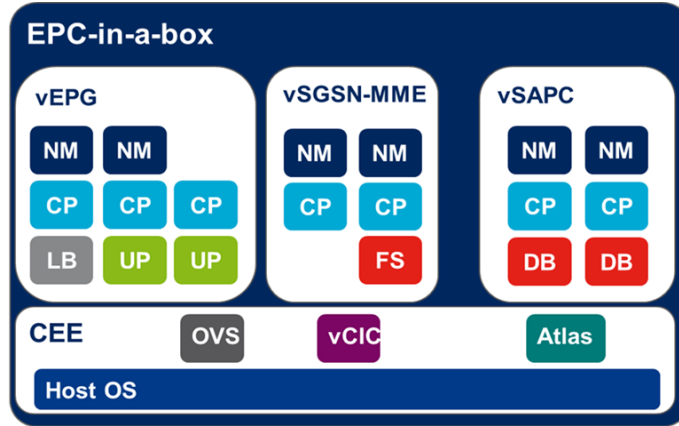 EPC-in-a-box
vEPG
NM NM
CP CP CP
LB UP UP
vSGSN-MME
NM NM
CP CP
FS
vSAPC
NM NM
CP CP
DB DB
CEE OVS vCIC Atlas
Host OS